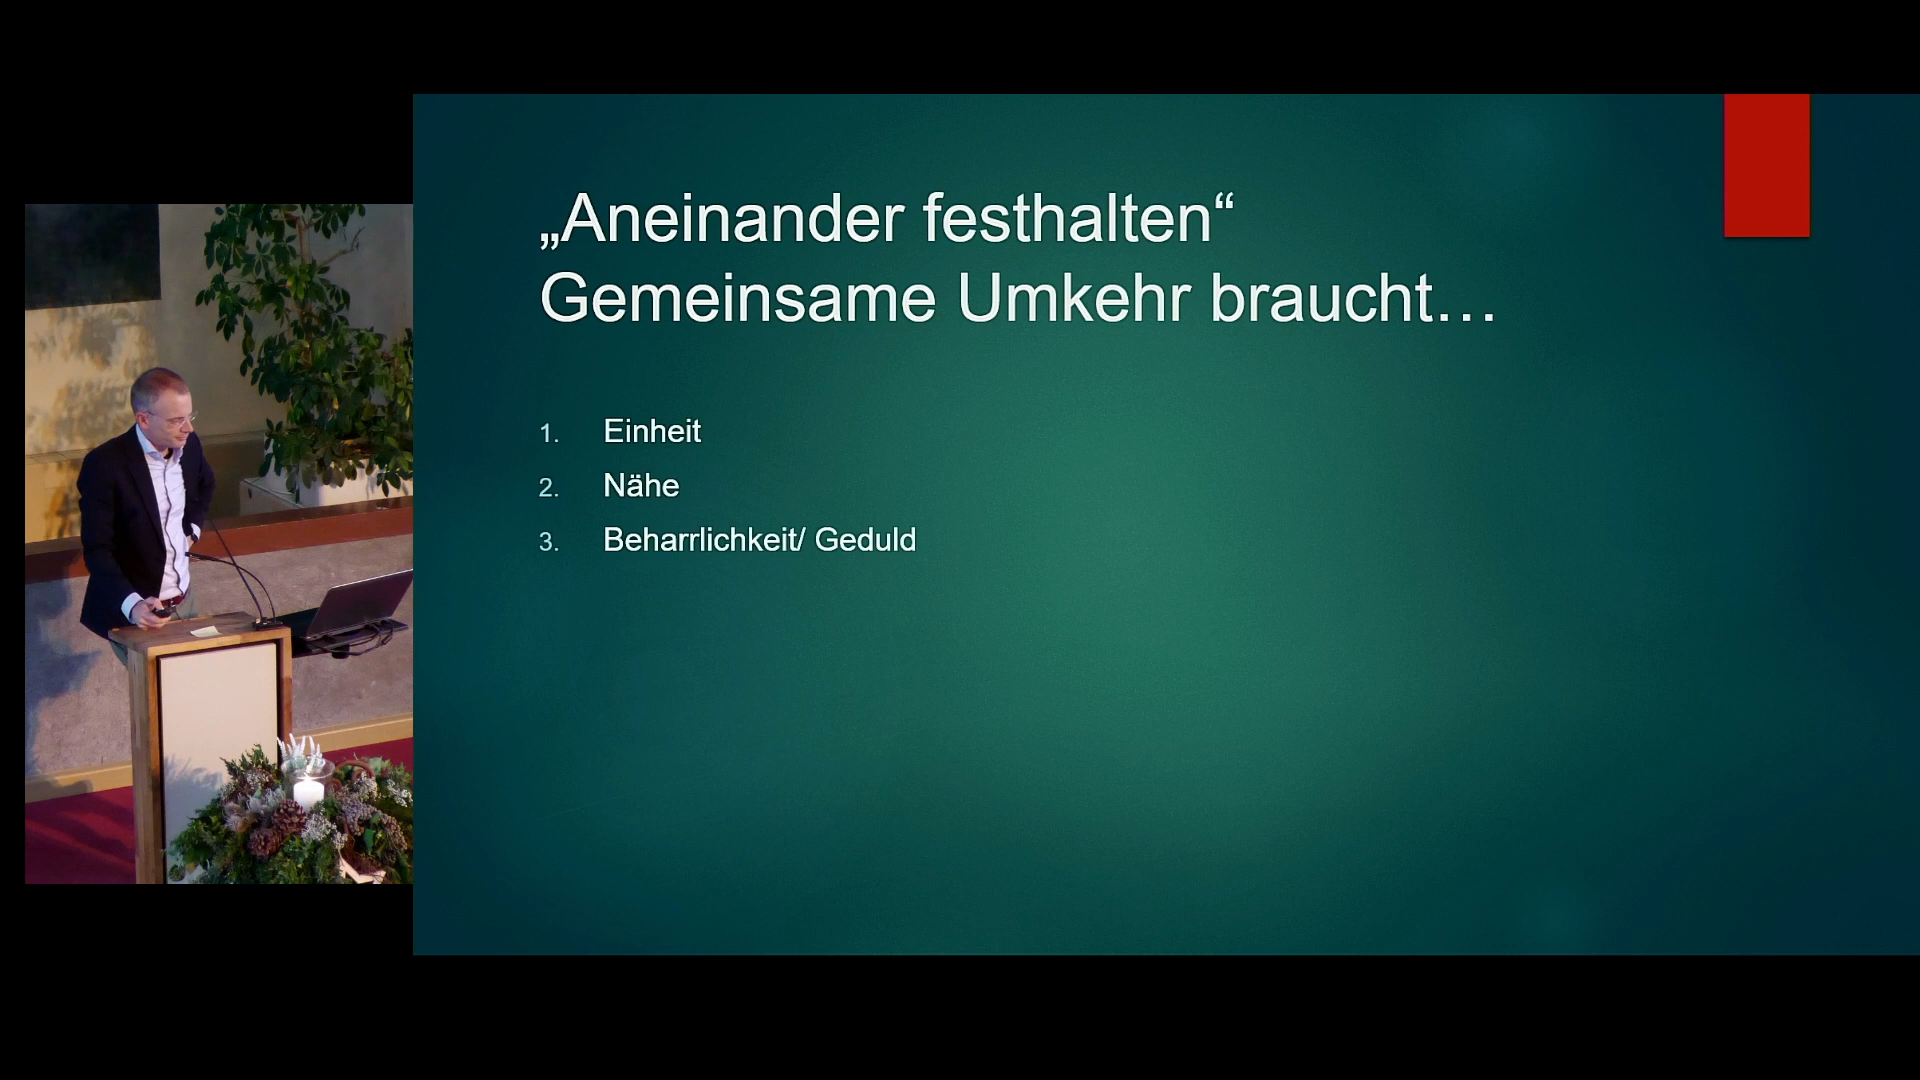 „Aneinander festhalten“
Gemeinsame Umkehr braucht…
1. Einheit
2. Nähe
3. Beharrlichkeit/ Geduld